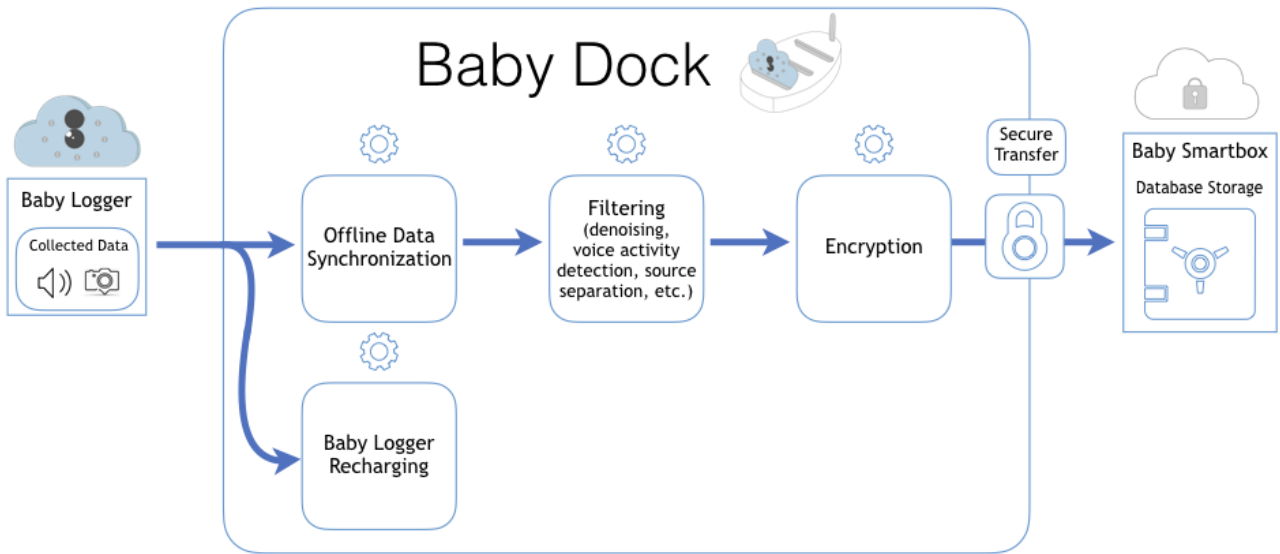 Baby Dock
Secure
Transfer
Baby Logger
Collected Data
Offline Data
Synchronization
Filtering
(denoising,
voice activity
detection, source
separation, etc.)
Encryption
Baby Smartbox
Database Storage
Baby Logger
Recharging